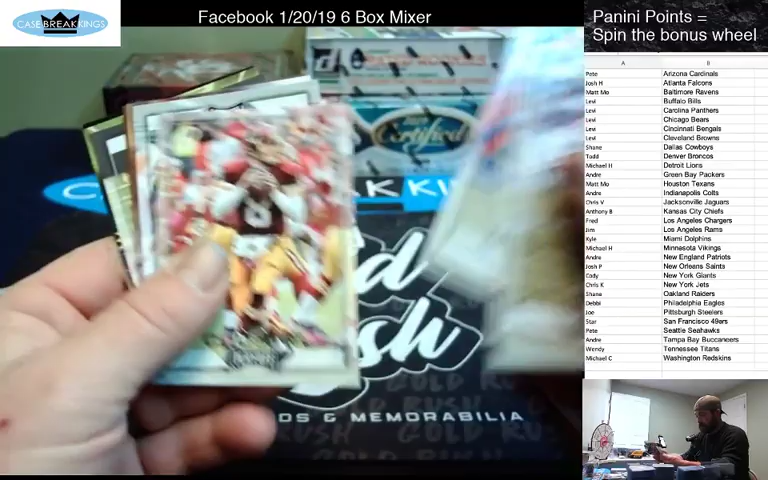 CASE BREAK KINGS
Facebook 1/20/19 6 Box Mixer
Panini Points =
Spin the bonus wheel
A B
Pete Arizona Cardinals
Josh H Atlanta Falcons
Matt Mo Baltimore Ravens
Levi Buffalo Bills
Levi Carolina Panthers
Levi Chicago Bears
Levi Cincinnati Bengals
Levi Cleveland Browns
Shane Dallas Cowboys
Todd Denver Broncos
Michael H Detroit Lions
Andre Green Bay Packers
Matt Mo Houston Texans
Andre Indianapolis Colts
Chris V Jacksonville Jaguars
Anthony B Kansas City Chiefs
Fred Los Angeles Chargers
Jim Los Angeles Rams
Kyle Miami Dolphins
Michael H Minnesota Vikings
Andre New England Patriots
Josh P New Orleans Saints
Cody New York Giants
Chris K New York Jets
Shane Oakland Raiders
Debbi Philadelphia Eagles
Joe Pittsburgh Steelers
Star San Francisco 49ers
Pete Seattle Seahawks
Andre Tampa Bay Buccaneers
Wendy Tennessee Titans
Michael C Washington Redskins
Certified
K KIN
d
sh
DS & MEMORABILIA
GOLD RUSH